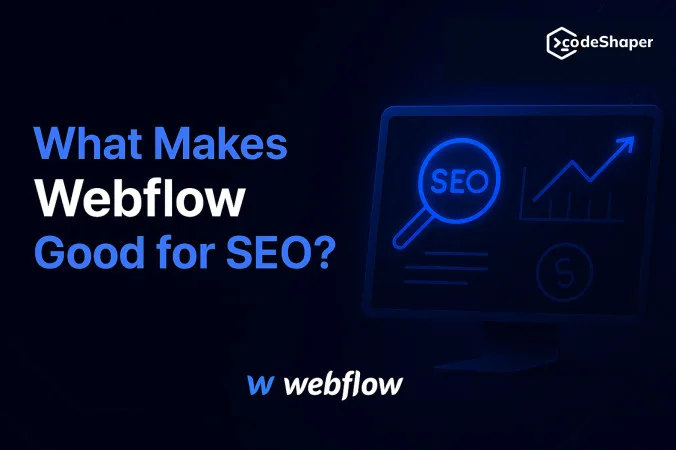 codeShaper
What Makes
Webflow
Good for SEO?
SEO
S
W webflow